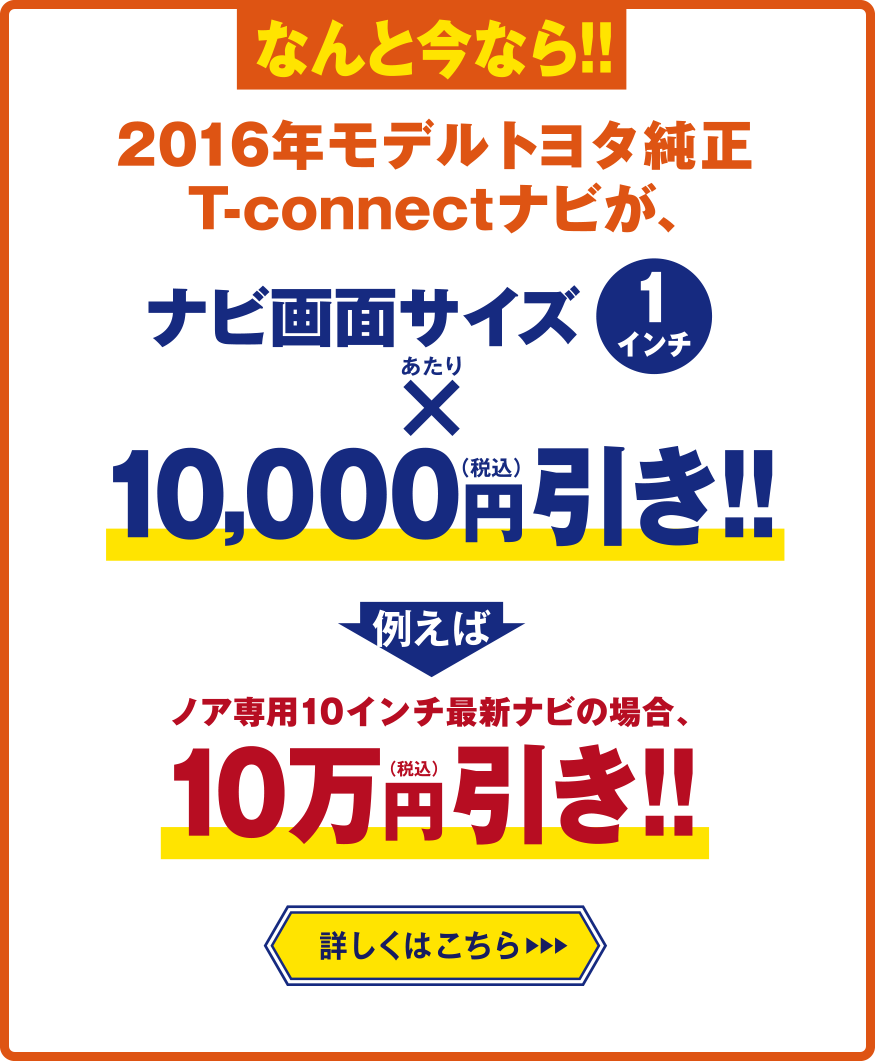 なんと今なら!!
2016年モデルトヨタ純正
T-connectナビが、
ナビ画面サイズ1インチ
あたり
×
10,000円(税込)引き!!
例えば
ノア専用10インチ最新ナビの場合、
10万円(税込)引き!!
詳しくはこちら▶▶▶